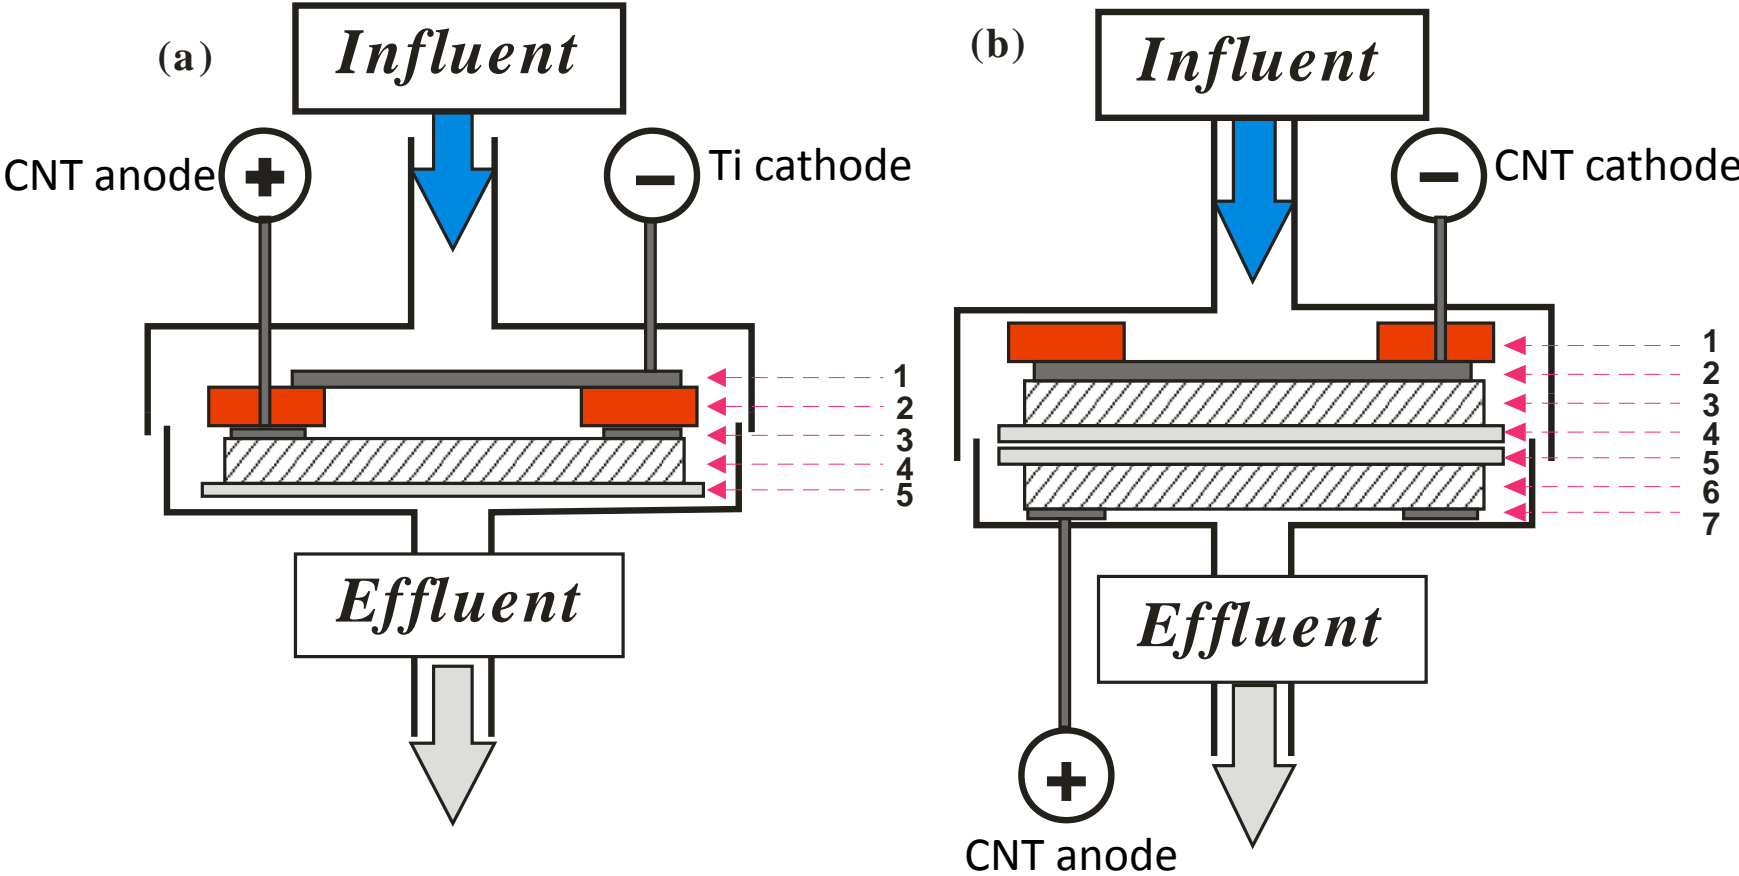 (a)
Influent
CNT anode
+
−
Ti cathode
1
2
3
4
5
Effluent
(b)
Influent
−
CNT cathode
1
2
3
4
5
6
7
Effluent
+
CNT anode